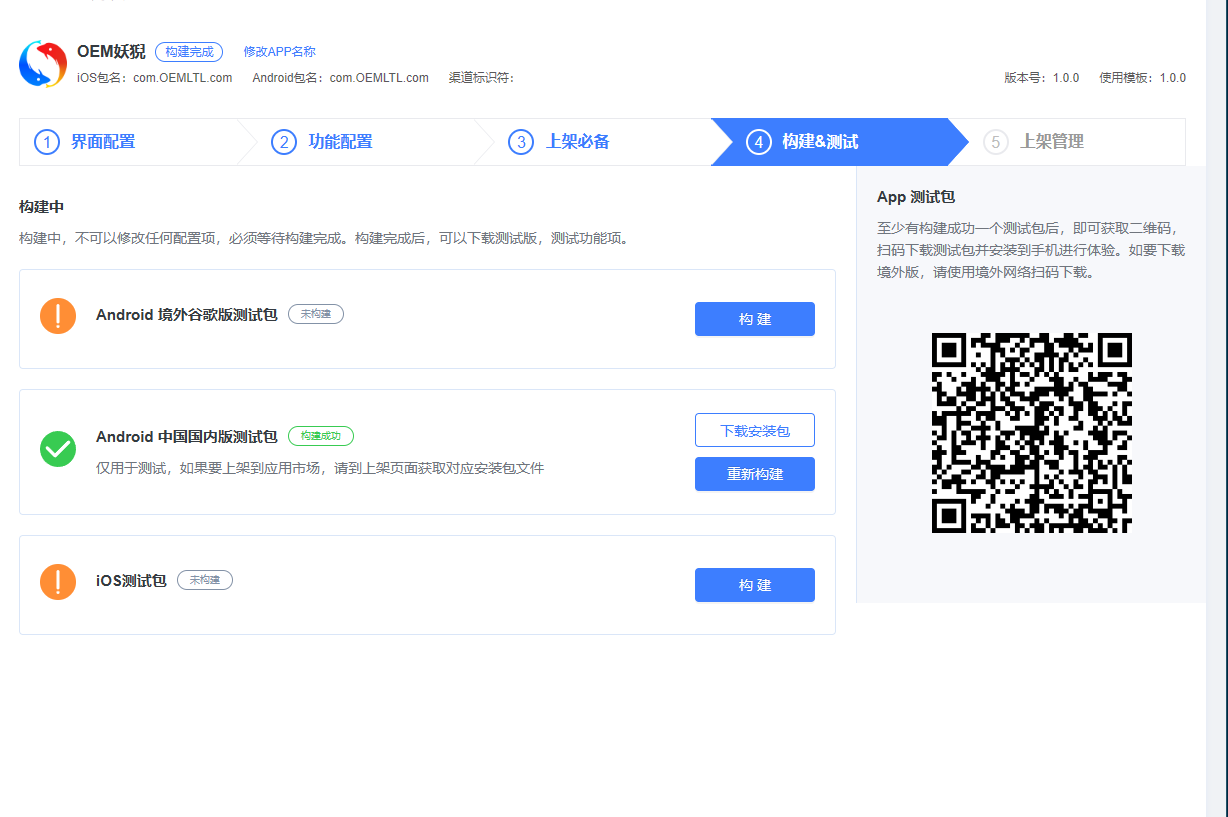 OEM妖猊 构建完成 修改APP名称
iOS包名：com.OEMLTL.com Android包名：com.OEMLTL.com 渠道标识符： 版本号：1.0.0 使用模板：1.0.0
1 界面配置 2 功能配置 3 上架必备 4 构建&测试 5 上架管理
构建中
构建中，不可以修改任何配置项，必须等待构建完成。构建完成后，可以下载测试版，测试功能项。
Android 境外谷歌版测试包 未构建 构 建
Android 中国国内版测试包 构建成功
仅用于测试，如果要上架到应用市场，请到上架页面获取对应安装包文件
下载安装包
重新构建
iOS测试包 未构建 构 建
App 测试包
至少有构建成功一个测试包后，即可获取二维码，
扫码下载测试包并安装到手机进行体验。如要下载
境外版，请使用境外网络扫码下载。